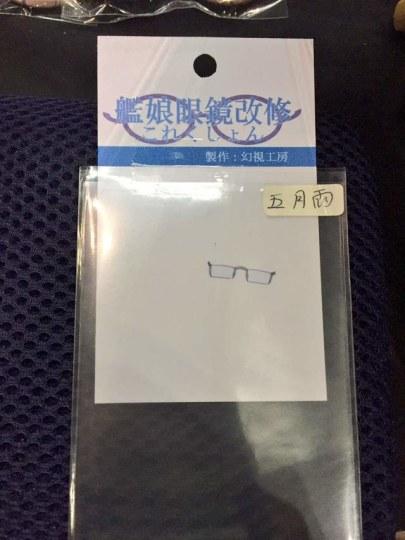 艦娘眼鏡改修
これくしょん
製作：幻視工房
五月雨